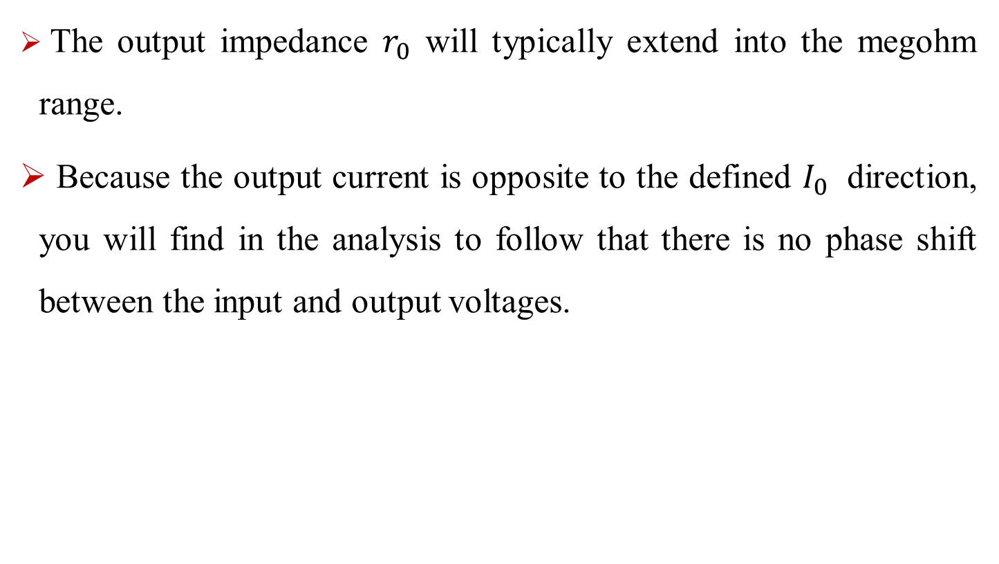 ➢ The output impedance r₀ will typically extend into the megohm
range.
➢ Because the output current is opposite to the defined I₀ direction,
you will find in the analysis to follow that there is no phase shift
between the input and output voltages.